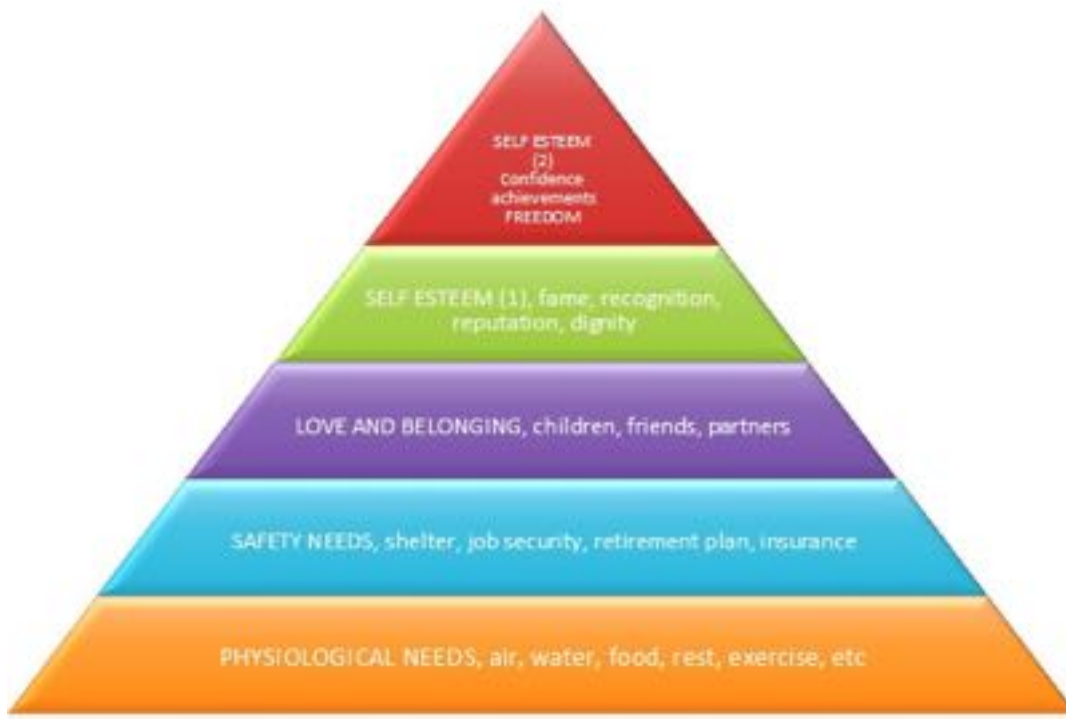 SELF ESTEEM
(2)
Confidence
achievements
FREEDOM
SELF ESTEEM (1), fame, recognition,
reputation, dignity
LOVE AND BELONGING, children, friends, partners
SAFETY NEEDS, shelter, job security, retirement plan, insurance
PHYSIOLOGICAL NEEDS, air, water, food, rest, exercise, etc